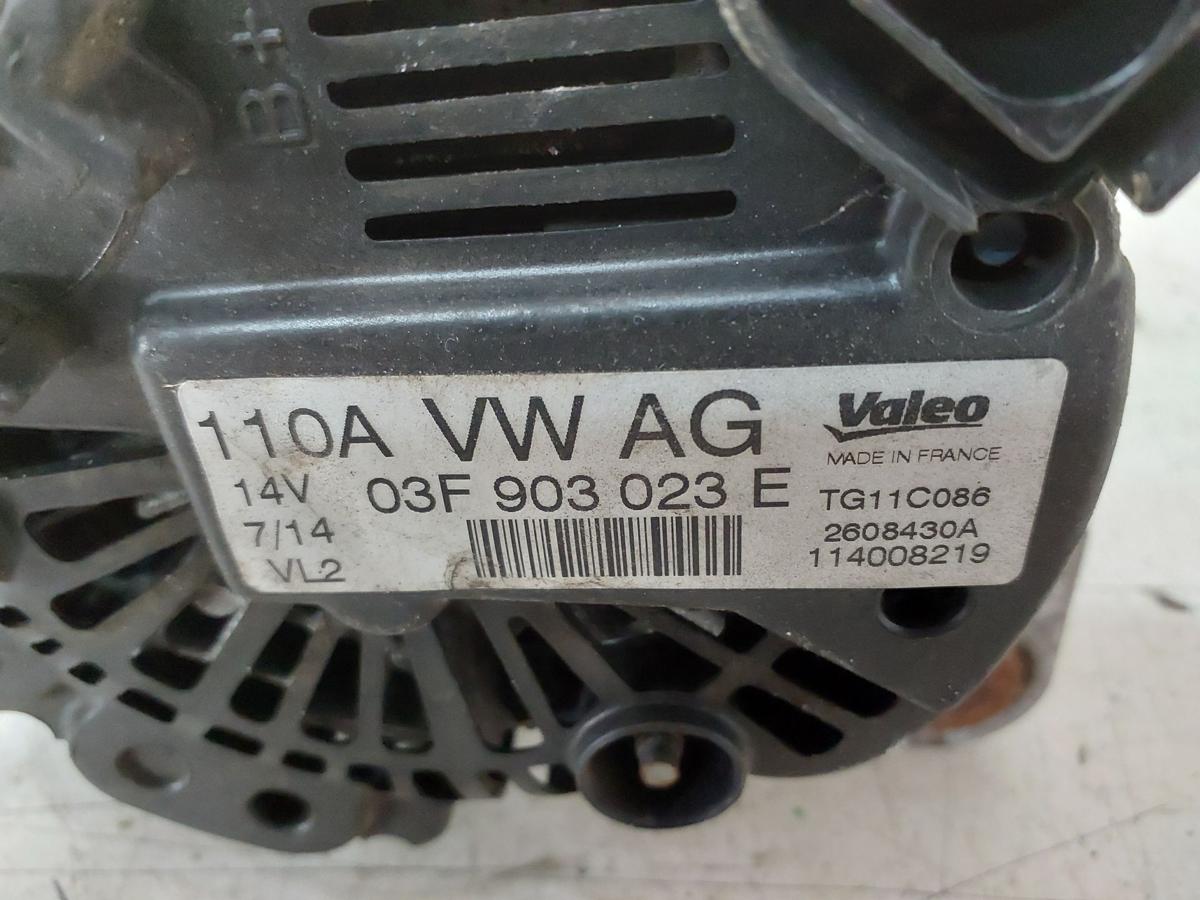 B+
110A VW AG
Valeo
MADE IN FRANCE
14V 03F 903 023 E
TG11C086
7/14
2608430A
VL2
114008219